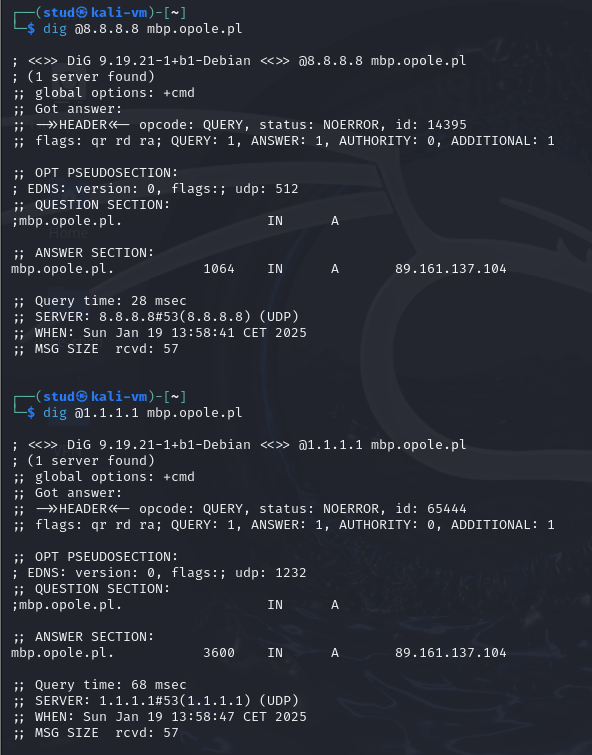 ┌──(stud㉿kali-vm)-[~]
└─$ dig @8.8.8.8 mbp.opole.pl

; <<>> DiG 9.19.21-1+b1-Debian <<>> @8.8.8.8 mbp.opole.pl
; (1 server found)
;; global options: +cmd
;; Got answer:
;; ->>HEADER<<- opcode: QUERY, status: NOERROR, id: 14395
;; flags: qr rd ra; QUERY: 1, ANSWER: 1, AUTHORITY: 0, ADDITIONAL: 1

;; OPT PSEUDOSECTION:
; EDNS: version: 0, flags:; udp: 512
;; QUESTION SECTION:
;mbp.opole.pl.                  IN      A

;; ANSWER SECTION:
mbp.opole.pl.           1064    IN      A       89.161.137.104

;; Query time: 28 msec
;; SERVER: 8.8.8.8#53(8.8.8.8) (UDP)
;; WHEN: Sun Jan 19 13:58:41 CET 2025
;; MSG SIZE  rcvd: 57

┌──(stud㉿kali-vm)-[~]
└─$ dig @1.1.1.1 mbp.opole.pl

; <<>> DiG 9.19.21-1+b1-Debian <<>> @1.1.1.1 mbp.opole.pl
; (1 server found)
;; global options: +cmd
;; Got answer:
;; ->>HEADER<<- opcode: QUERY, status: NOERROR, id: 65444
;; flags: qr rd ra; QUERY: 1, ANSWER: 1, AUTHORITY: 0, ADDITIONAL: 1

;; OPT PSEUDOSECTION:
; EDNS: version: 0, flags:; udp: 1232
;; QUESTION SECTION:
;mbp.opole.pl.                  IN      A

;; ANSWER SECTION:
mbp.opole.pl.           3600    IN      A       89.161.137.104

;; Query time: 68 msec
;; SERVER: 1.1.1.1#53(1.1.1.1) (UDP)
;; WHEN: Sun Jan 19 13:58:47 CET 2025
;; MSG SIZE  rcvd: 57